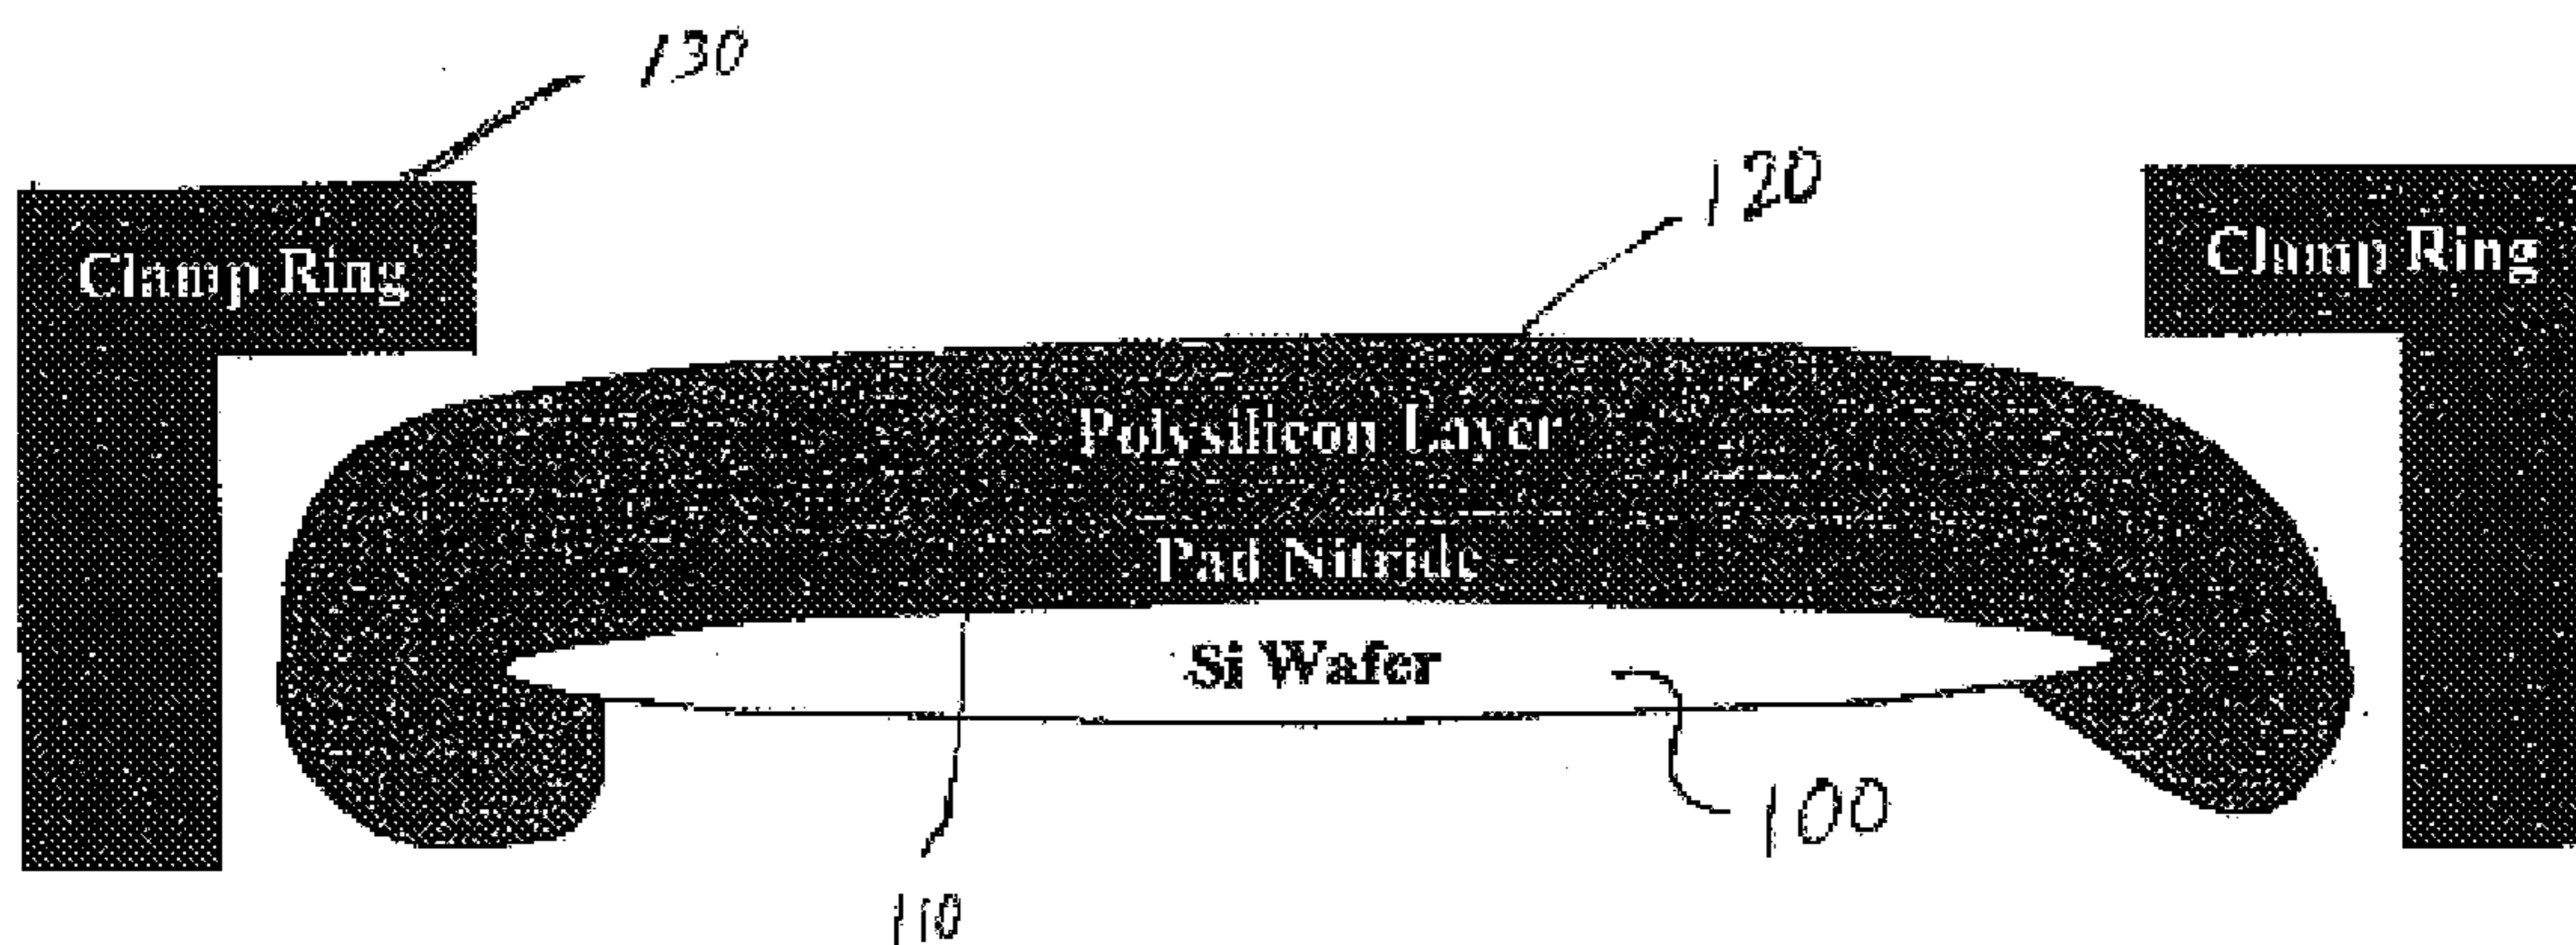 130
120
Clamp Ring
Clamp Ring
Polysilicon Layer
Pad Nitride
Si Wafer
100
110